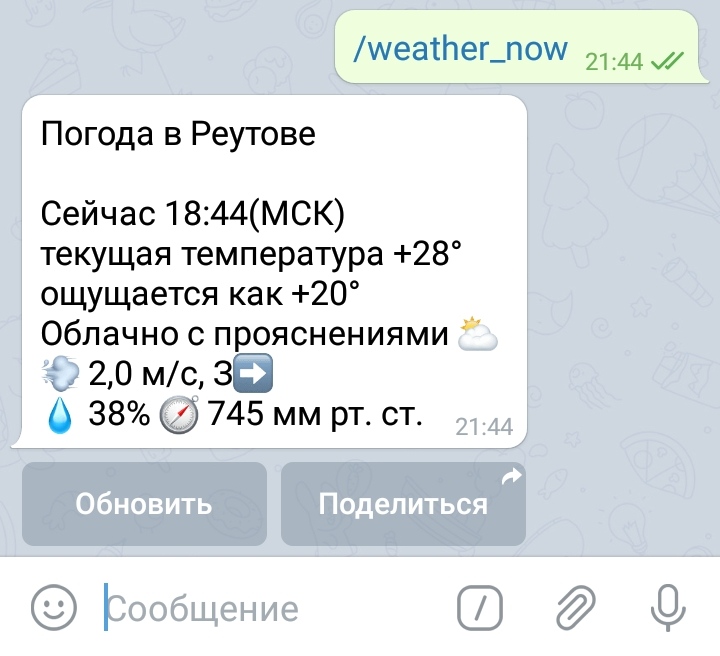 /weather_now 21:44
Погода в Реутове
Сейчас 18:44(МСК)
текущая температура +28°
ощущается как +20°
Облачно с прояснениями 🌥
💨 2,0 м/с, З➡
💧 38% 🧭 745 мм рт. ст. 21:44
Обновить
Поделиться
Сообщение